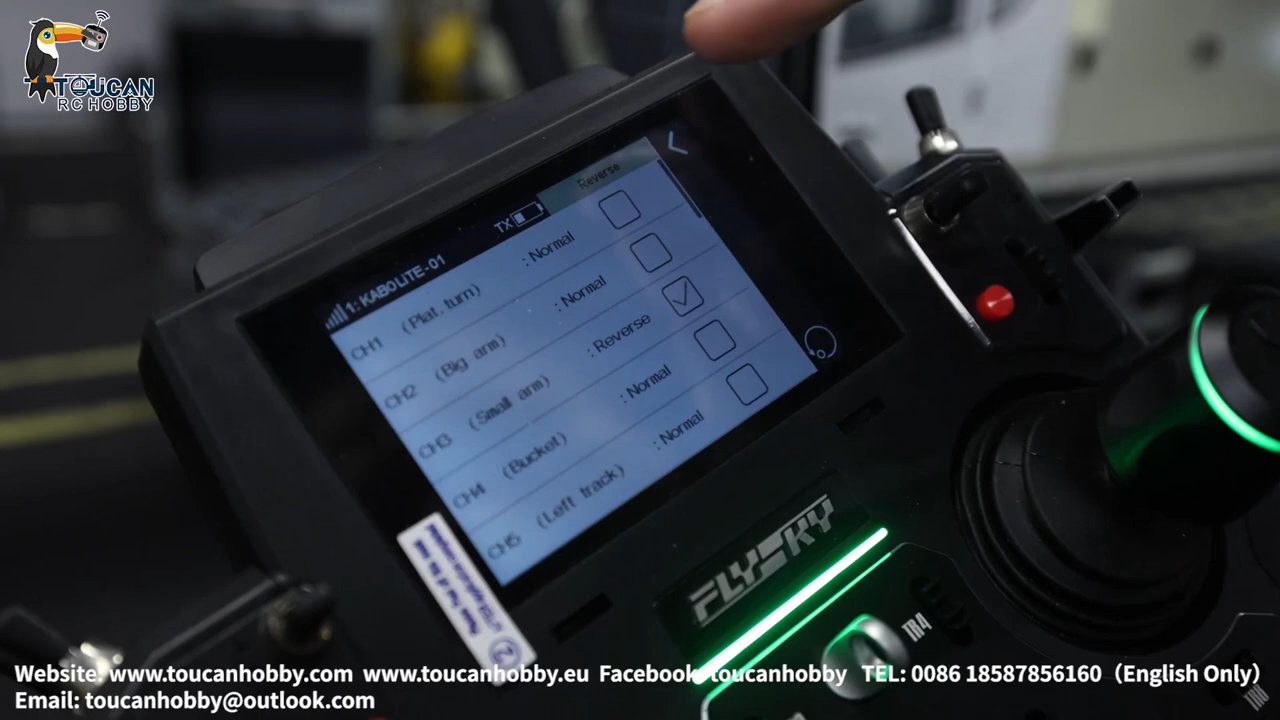 TOUCAN
RC HOBBY
1: KABOLITE-01
TX
Reverse
CH1 (Plat. turn) : Normal
CH2 (Big arm) : Normal
CH3 (Small arm) : Reverse
CH4 (Bucket) : Normal
CH5 (Left track) : Normal
FLYSKY
TR4
Website: www.toucanhobby.com www.toucanhobby.eu Facebook: toucanhobby TEL: 0086 18587856160（English Only）
Email: toucanhobby@outlook.com